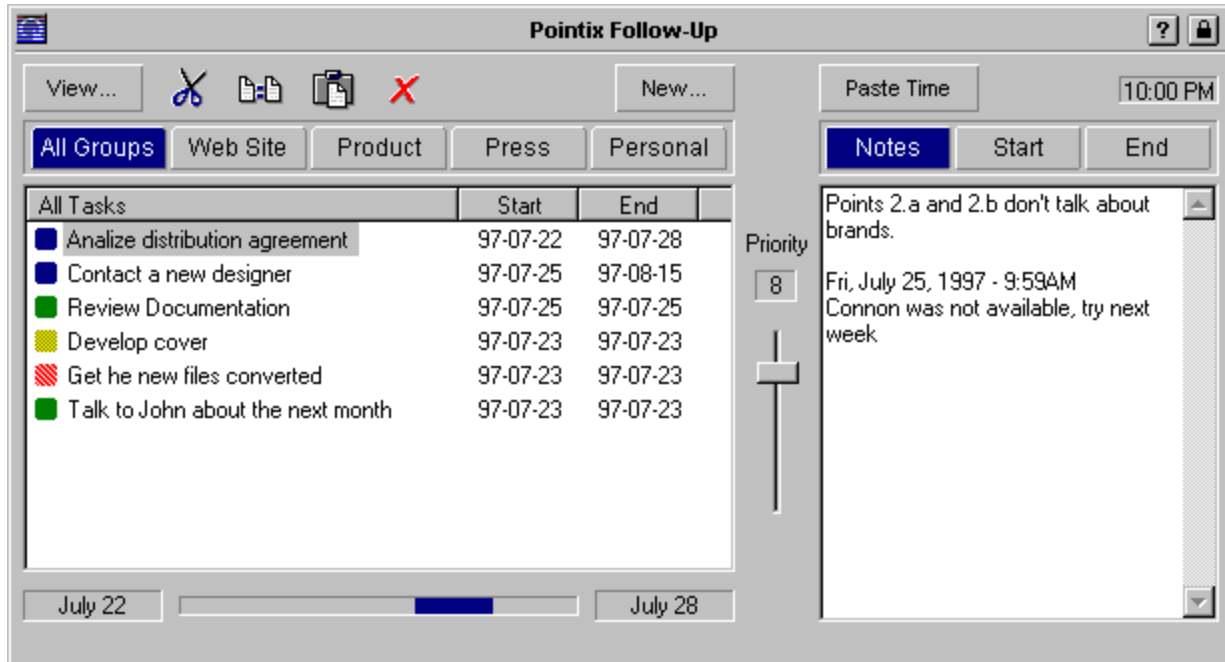 Pointix Follow-Up
?
View...
New...
Paste Time
10:00 PM
All Groups
Web Site
Product
Press
Personal
Notes
Start
End
All Tasks Start End
Analize distribution agreement 97-07-22 97-07-28
Contact a new designer 97-07-25 97-08-15
Review Documentation 97-07-25 97-07-25
Develop cover 97-07-23 97-07-23
Get he new files converted 97-07-23 97-07-23
Talk to John about the next month 97-07-23 97-07-23
Priority
8
Points 2.a and 2.b don't talk about
brands.
Fri, July 25, 1997 - 9:59AM
Connon was not available, try next
week
July 22
July 28